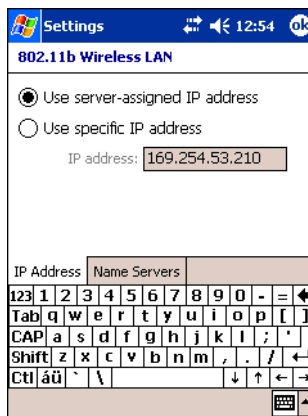 Settings 12:54 ok
802.11b Wireless LAN
Use server-assigned IP address
Use specific IP address
IP address: 169.254.53.210
IP Address Name Servers
123 1 2 3 4 5 6 7 8 9 0 - =
Tab q w e r t y u i o p [ ]
CAP a s d f g h j k l ; '
Shift z x c v b n m , . /
Ctl áü ` \